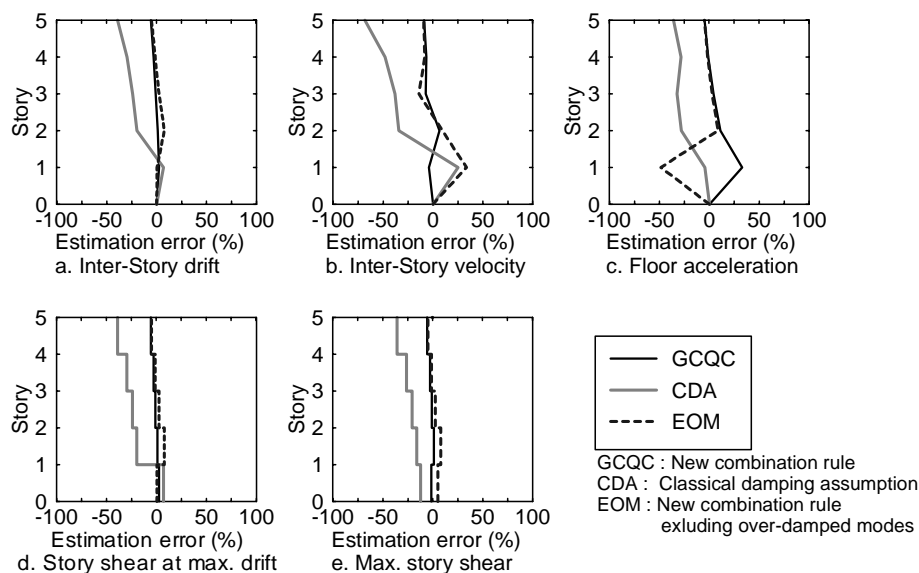 5
4
3
2
1
0
Story
-100 -50 0 50 100
Estimation error (%)
a. Inter-Story drift
5
4
3
2
1
0
Story
-100 -50 0 50 100
Estimation error (%)
b. Inter-Story velocity
5
4
3
2
1
0
Story
-100 -50 0 50 100
Estimation error (%)
c. Floor acceleration
5
4
3
2
1
0
Story
-100 -50 0 50 100
Estimation error (%)
d. Story shear at max. drift
5
4
3
2
1
0
Story
-100 -50 0 50 100
Estimation error (%)
e. Max. story shear
GCQC
CDA
EOM
GCQC : New combination rule
CDA : Classical damping assumption
EOM : New combination rule
exluding over-damped modes